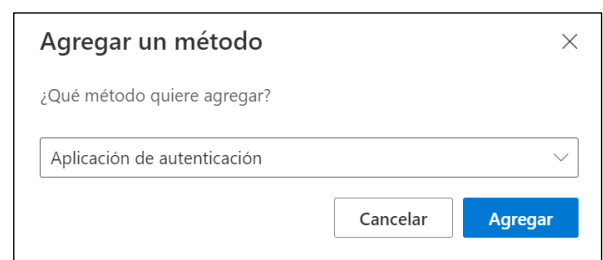 Agregar un método
¿Qué método quiere agregar?
Aplicación de autenticación
Cancelar
Agregar